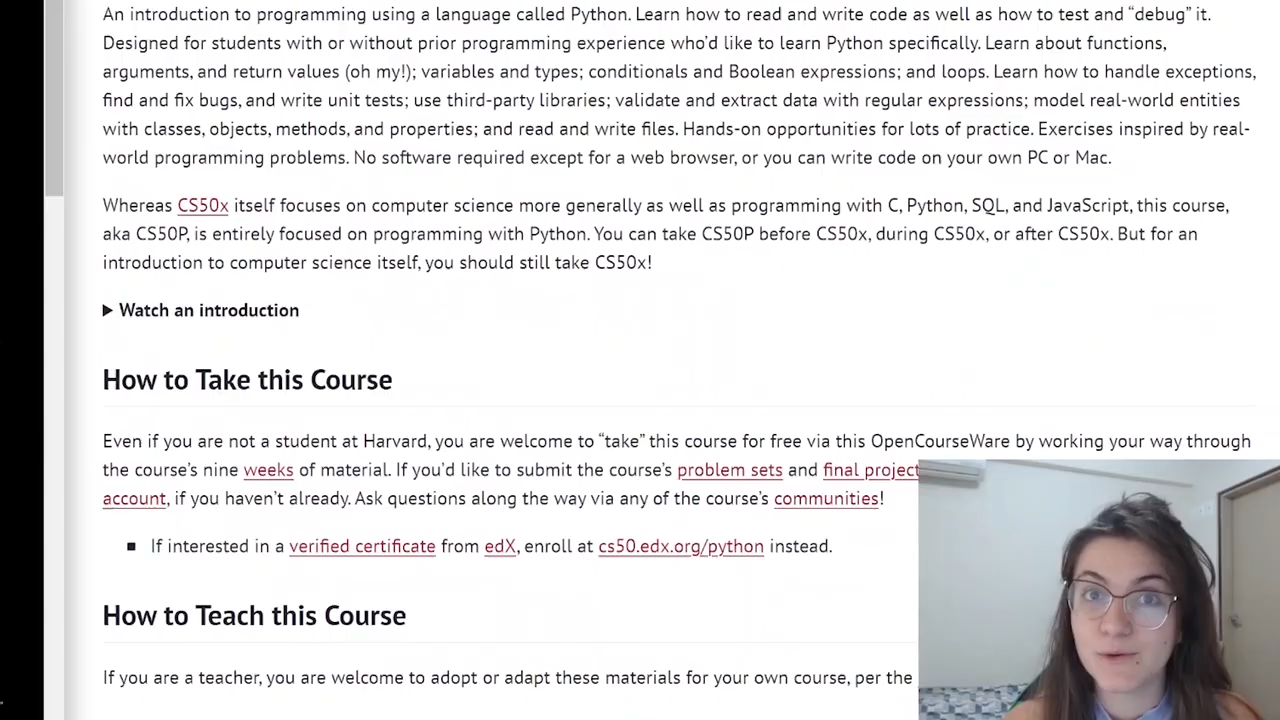 An introduction to programming using a language called Python. Learn how to read and write code as well as how to test and “debug” it.
Designed for students with or without prior programming experience who’d like to learn Python specifically. Learn about functions,
arguments, and return values (oh my!); variables and types; conditionals and Boolean expressions; and loops. Learn how to handle exceptions,
find and fix bugs, and write unit tests; use third-party libraries; validate and extract data with regular expressions; model real-world entities
with classes, objects, methods, and properties; and read and write files. Hands-on opportunities for lots of practice. Exercises inspired by real-
world programming problems. No software required except for a web browser, or you can write code on your own PC or Mac.
Whereas CS50x itself focuses on computer science more generally as well as programming with C, Python, SQL, and JavaScript, this course,
aka CS50P, is entirely focused on programming with Python. You can take CS50P before CS50x, during CS50x, or after CS50x. But for an
introduction to computer science itself, you should still take CS50x!
Watch an introduction
How to Take this Course
Even if you are not a student at Harvard, you are welcome to “take” this course for free via this OpenCourseWare by working your way through
the course’s nine weeks of material. If you’d like to submit the course’s problem sets and final project
account, if you haven’t already. Ask questions along the way via any of the course’s communities!
If interested in a verified certificate from edX, enroll at cs50.edx.org/python instead.
How to Teach this Course
If you are a teacher, you are welcome to adopt or adapt these materials for your own course, per the